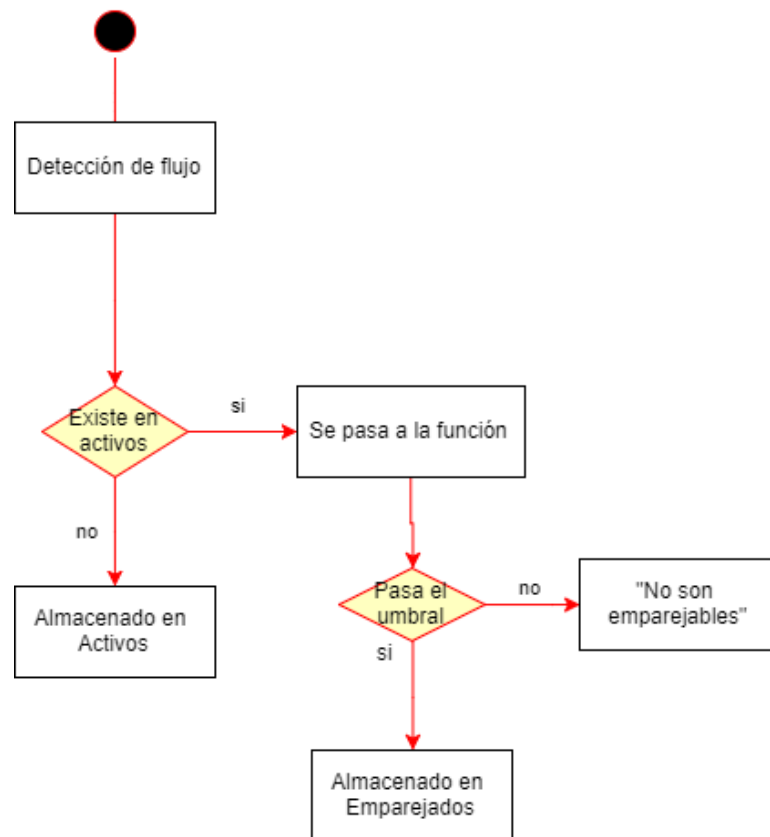 Detección de flujo
Existe en
activos
si
Se pasa a la función
no
Almacenado en
Activos
Pasa el
umbral
no
"No son
emparejables"
si
Almacenado en
Emparejados